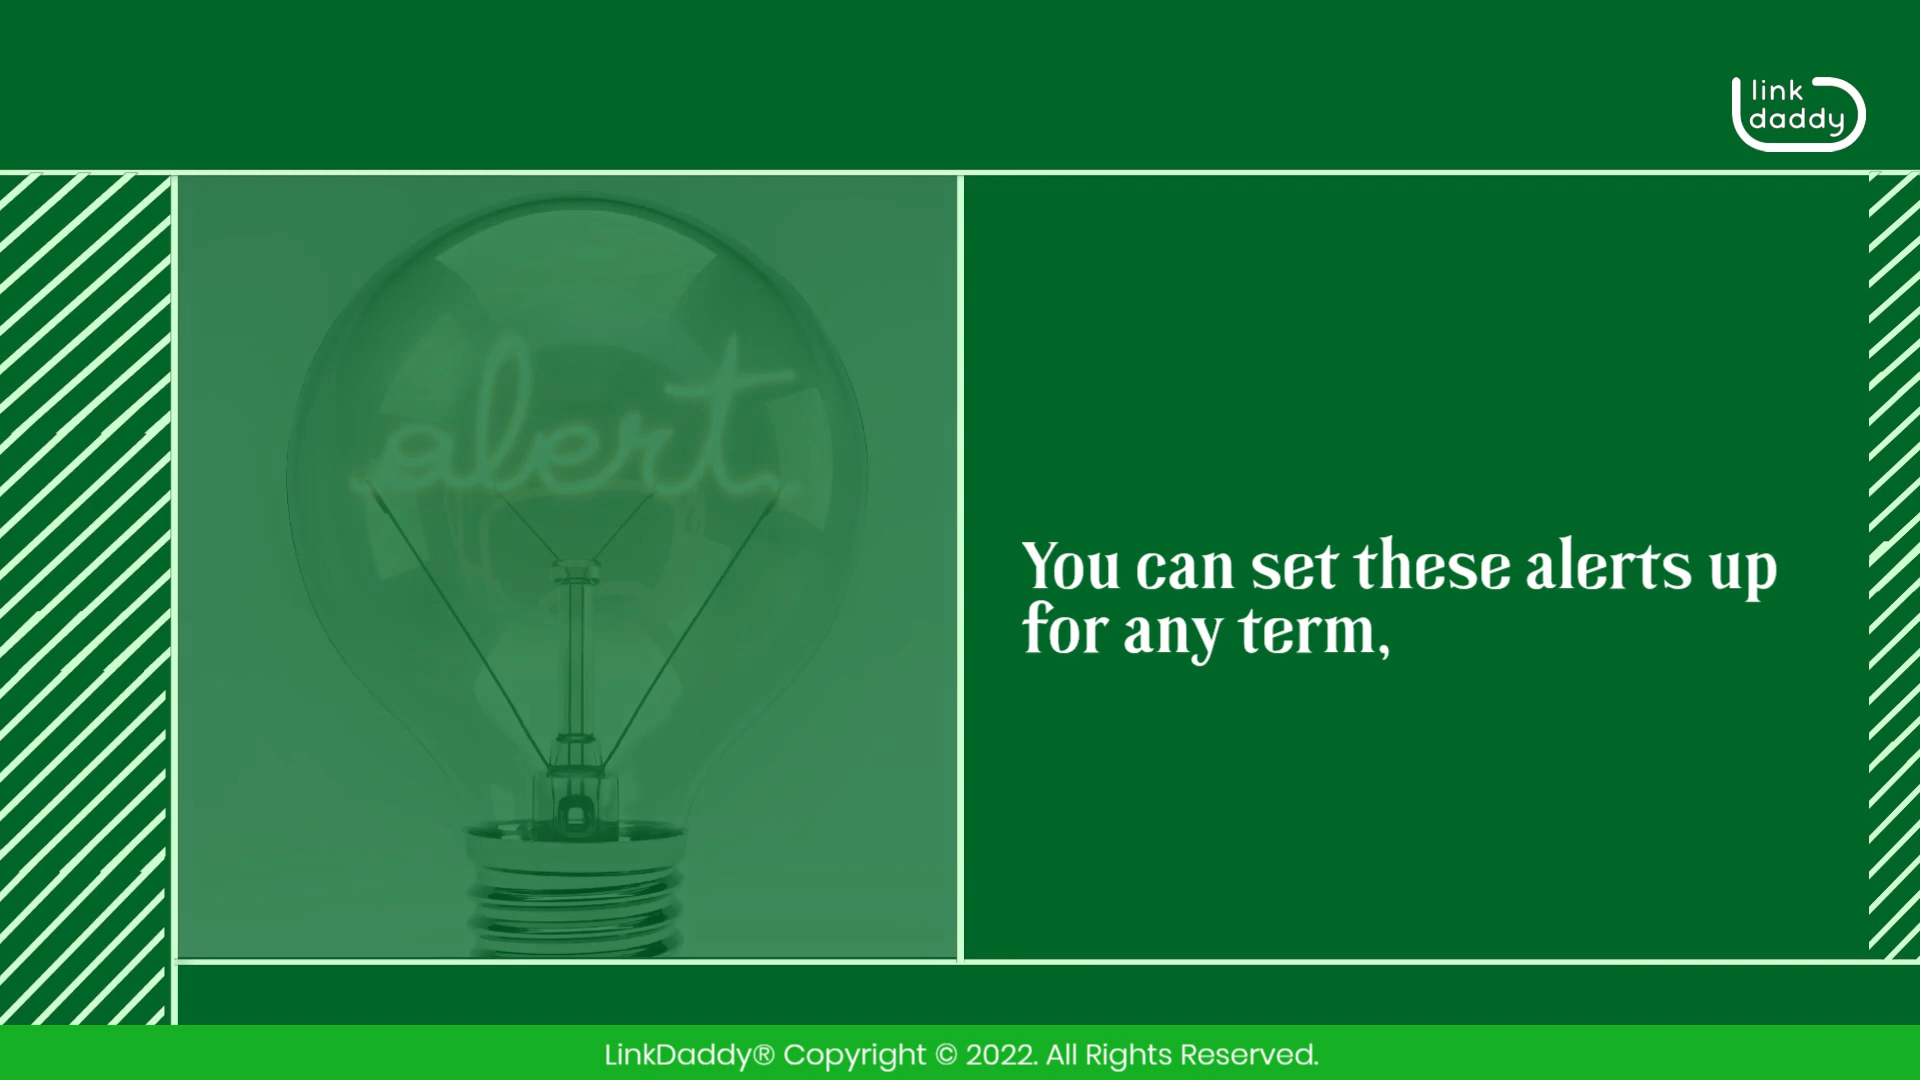 link
daddy
alert
You can set these alerts up
for any term,
LinkDaddy® Copyright © 2022. All Rights Reserved.